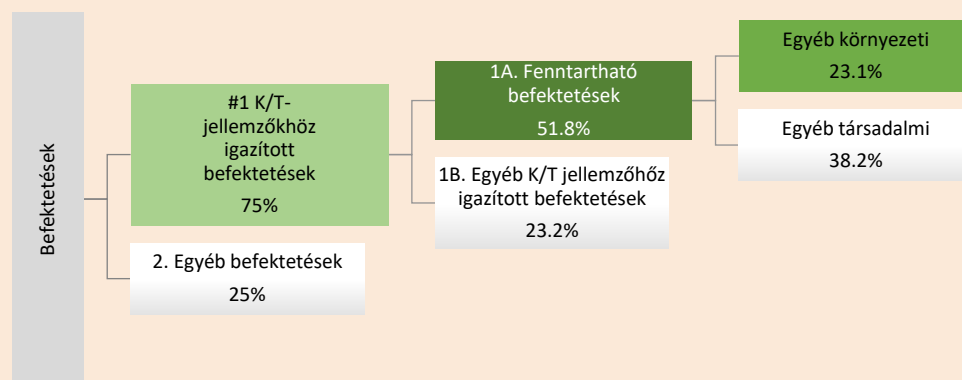 Befektetések
#1 K/T-
jellemzőkhöz
igazított
befektetések
75%
2. Egyéb befektetések
25%
1A. Fenntartható
befektetések
51.8%
1B. Egyéb K/T jellemzőhőz
igazított befektetések
23.2%
Egyéb környezeti
23.1%
Egyéb társadalmi
38.2%